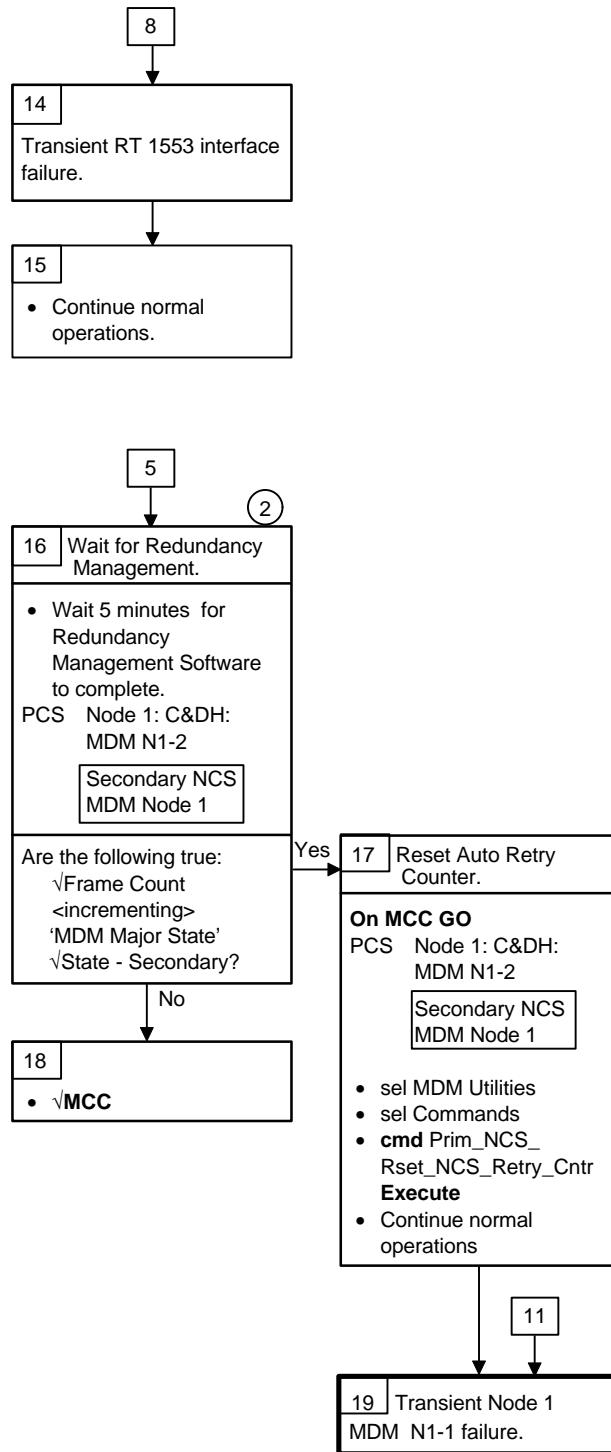 8
14
Transient RT 1553 interface
failure.
15
• Continue normal
operations.
5
2
16 Wait for Redundancy
Management.
• Wait 5 minutes for
Redundancy
Management Software
to complete.
PCS Node 1: C&DH:
MDM N1-2
Secondary NCS
MDM Node 1
Are the following true:
√Frame Count
<incrementing>
‘MDM Major State’
√State - Secondary?
Yes
No
17 Reset Auto Retry
Counter.
On MCC GO
PCS Node 1: C&DH:
MDM N1-2
Secondary NCS
MDM Node 1
• sel MDM Utilities
• sel Commands
• cmd Prim_NCS_
Rset_NCS_Retry_Cntr
Execute
• Continue normal
operations
18
• √MCC
11
19 Transient Node 1
MDM N1-1 failure.